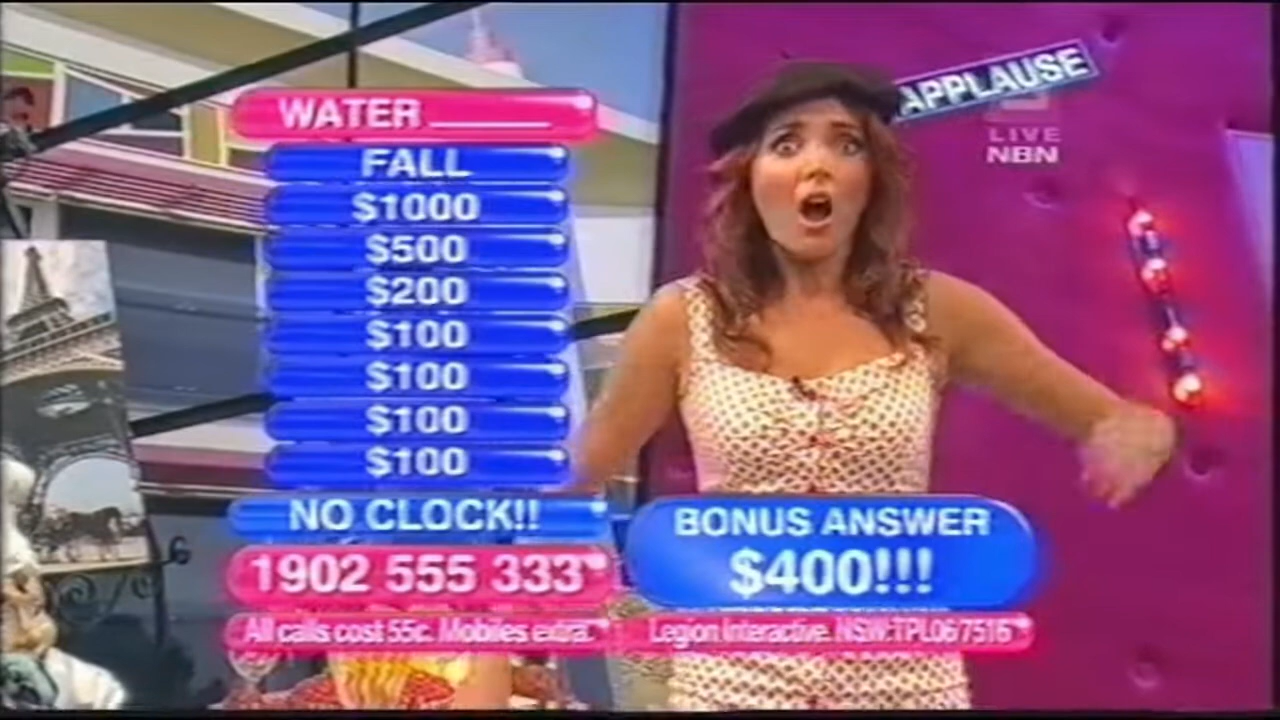 WATER ________
FALL
$1000
$500
$200
$100
$100
$100
$100
NO CLOCK!!
1902 555 333*
All calls cost 55c. Mobiles extra.
APPLAUSE
LIVE
NBN
BONUS ANSWER
$400!!!
Legion Interactive. NSW:TPL067516